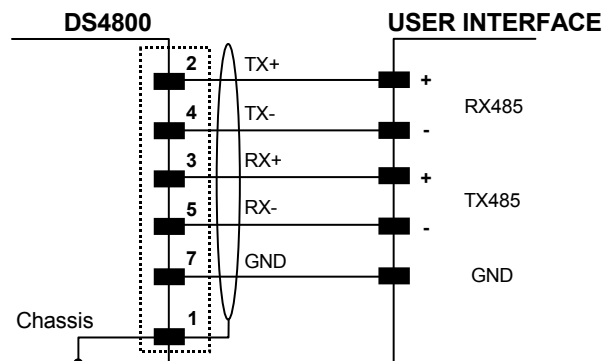 DS4800 USER INTERFACE
2 TX+ +
RX485
4 TX- -
3 RX+ +
TX485
5 RX- -
7 GND GND
Chassis 1